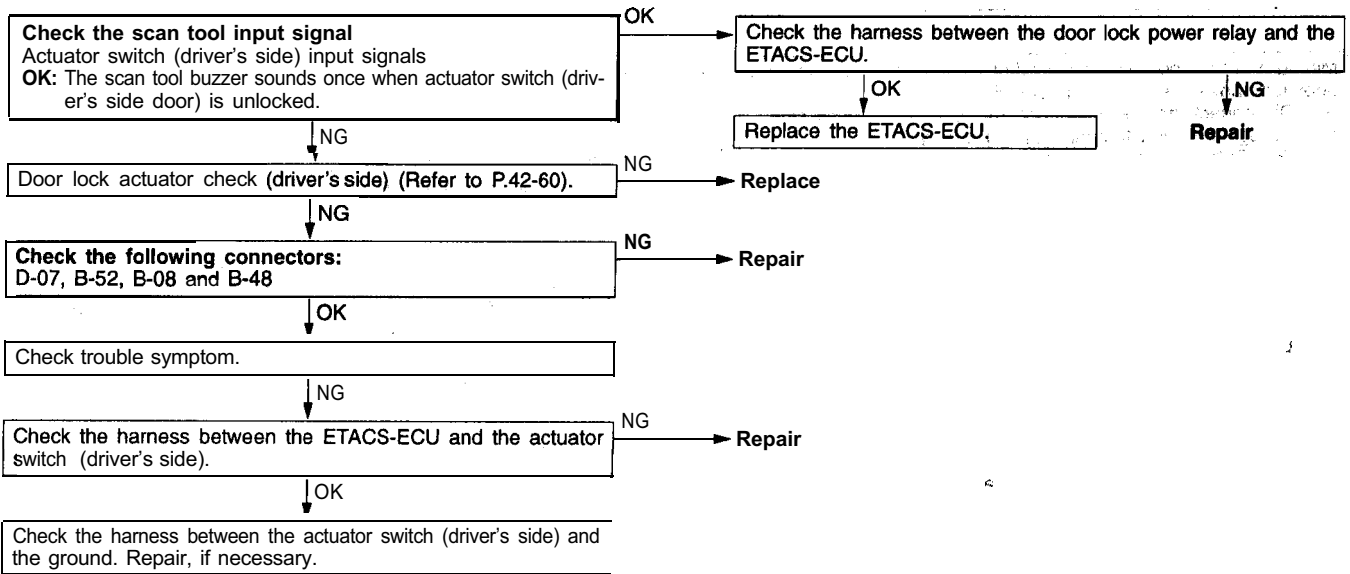 Check the scan tool input signal
Actuator switch (driver's side) input signals
OK: The scan tool buzzer sounds once when actuator switch (driv-
er's side door) is unlocked.
OK
Check the harness between the door lock power relay and the
ETACS-ECU.
OK
NG
Replace the ETACS-ECU.
Repair
NG
Door lock actuator check (driver's side) (Refer to P.42-60).
NG
Replace
NG
Check the following connectors:
D-07, B-52, B-08 and B-48
NG
Repair
OK
Check trouble symptom.
NG
Check the harness between the ETACS-ECU and the actuator
switch (driver's side).
NG
Repair
OK
Check the harness between the actuator switch (driver's side) and
the ground. Repair, if necessary.